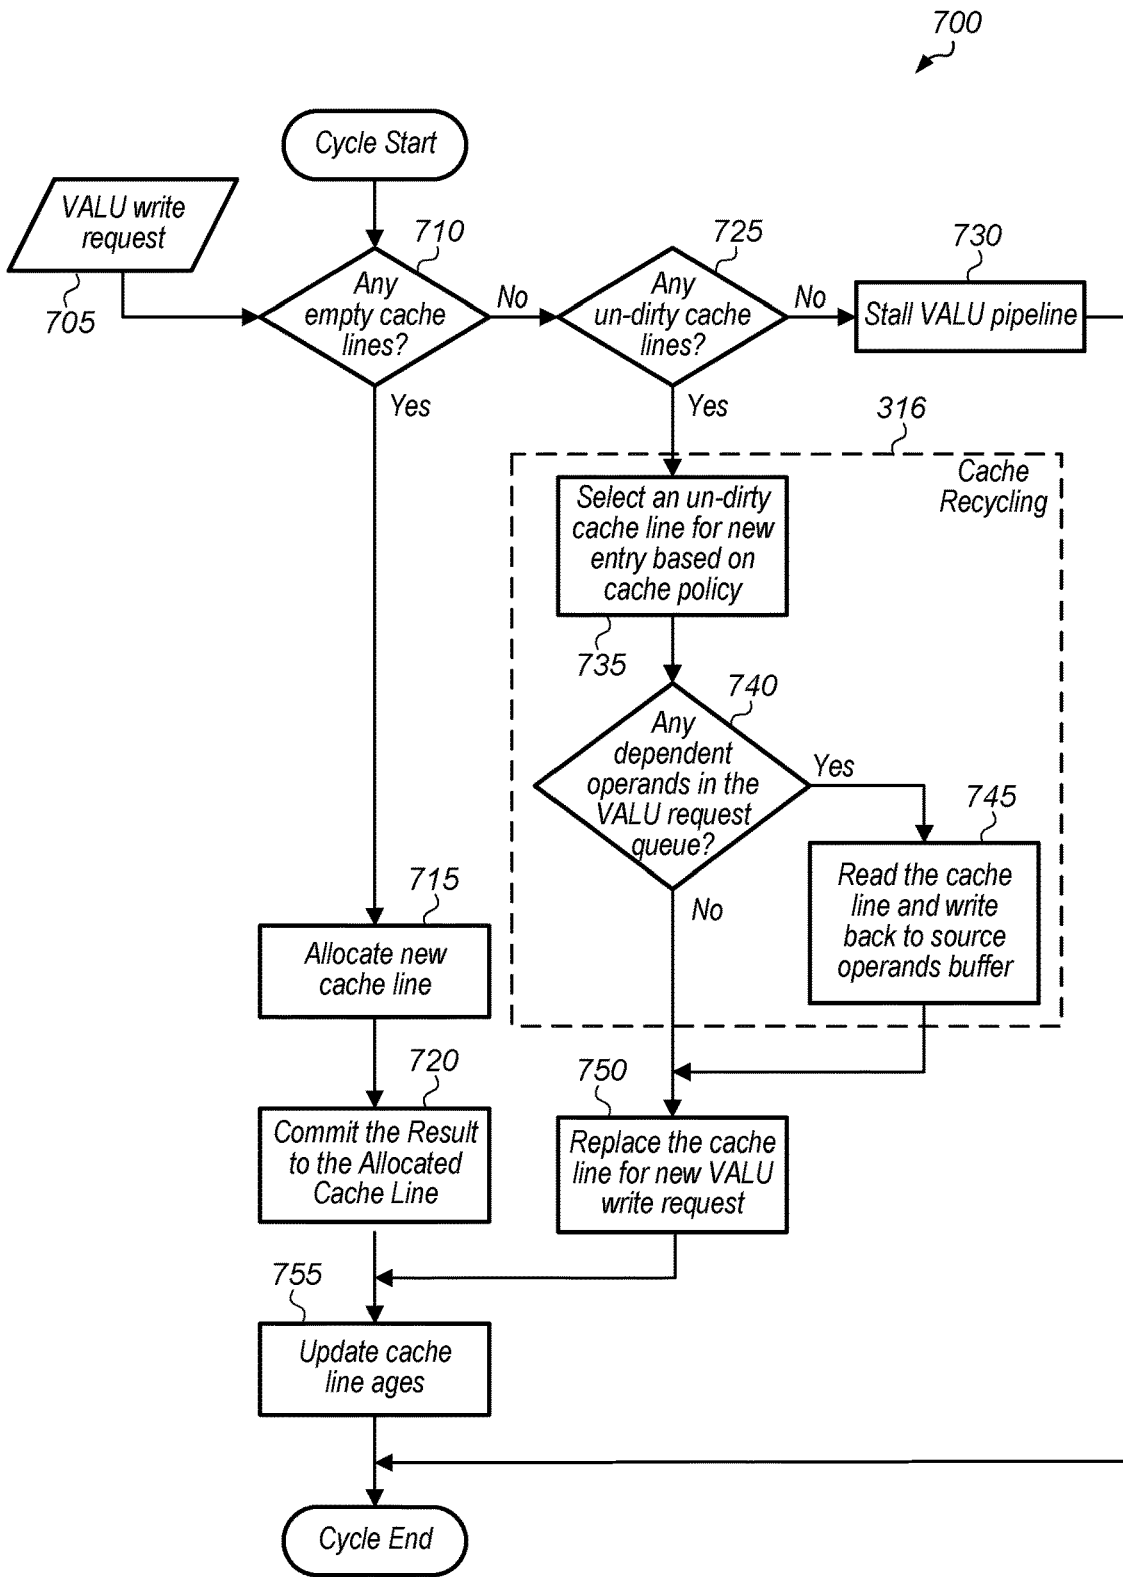 700
Cycle Start
VALU write
request
705
710
Any
empty cache
lines?
No
Yes
725
Any
un-dirty cache
lines?
No
Yes
730
Stall VALU pipeline
316
Cache
Recycling
Select an un-dirty
cache line for new
entry based on
cache policy
735
740
Any
dependent
operands in the
VALU request
queue?
Yes
No
745
Read the cache
line and write
back to source
operands buffer
715
Allocate new
cache line
720
Commit the Result
to the Allocated
Cache Line
750
Replace the cache
line for new VALU
write request
755
Update cache
line ages
Cycle End